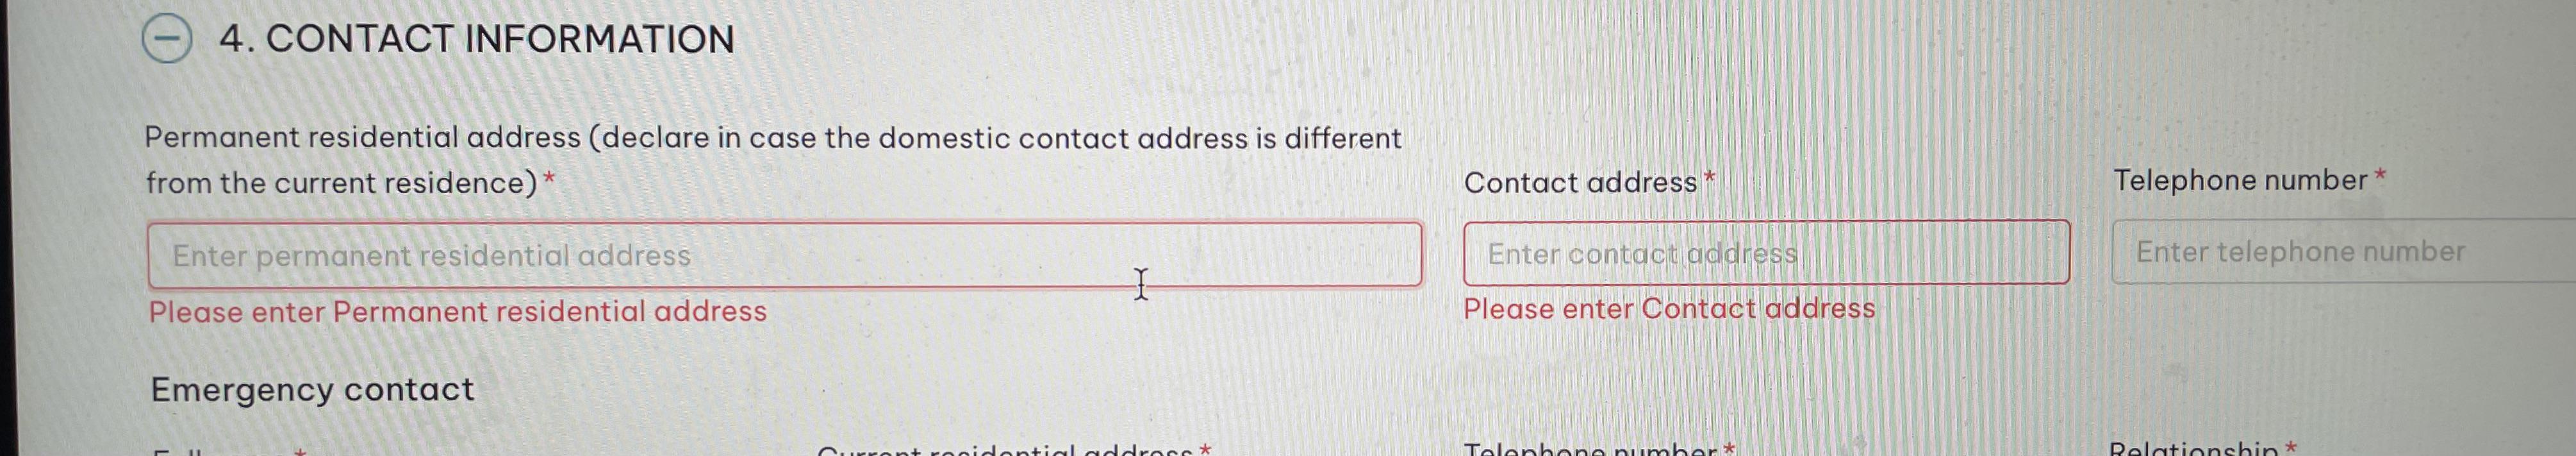 4. CONTACT INFORMATION
Permanent residential address (declare in case the domestic contact address is different
from the current residence) *
Enter permanent residential address
Please enter Permanent residential address
Contact address *
Enter contact address
Please enter Contact address
Telephone number *
Enter telephone number
Emergency contact
Current residential address *
Telephone number *
Relationship *